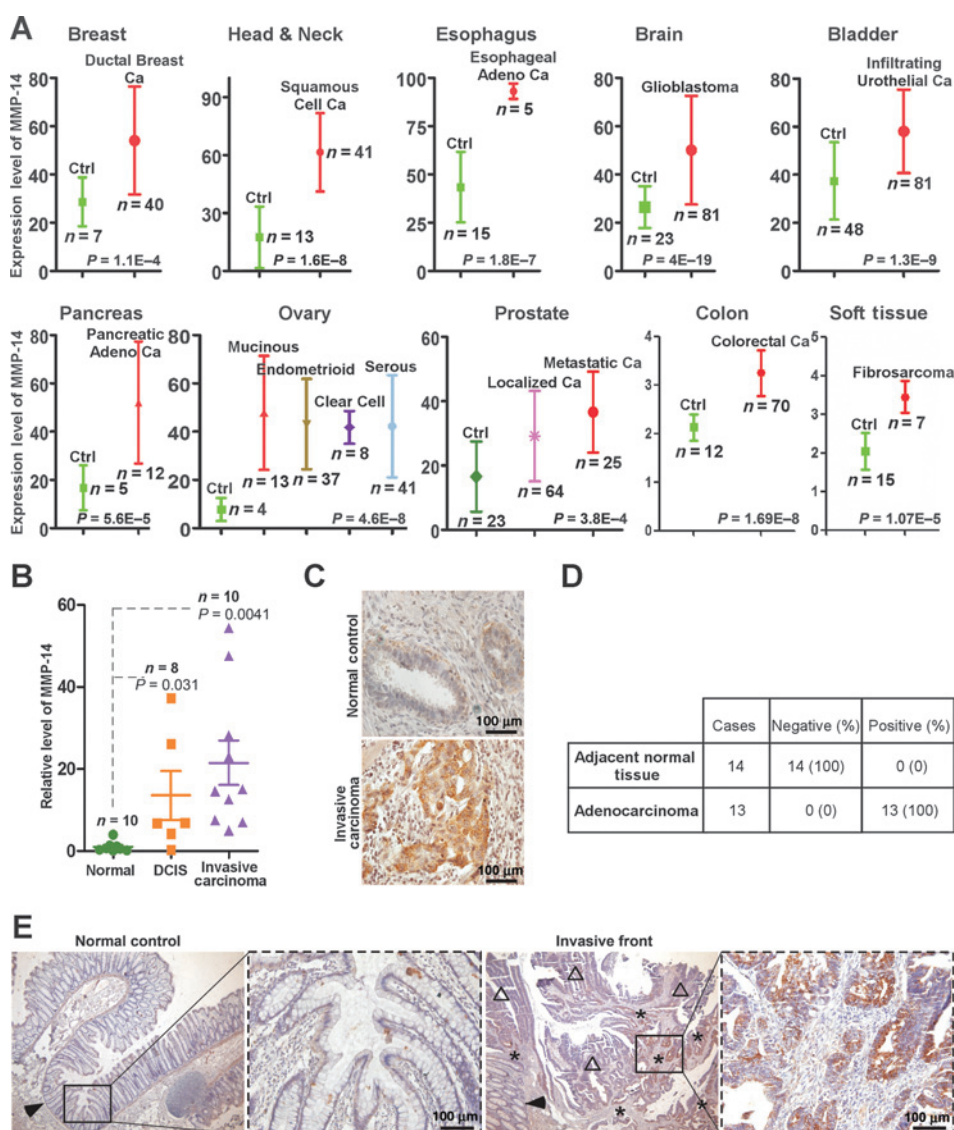 A
Breast
Head & Neck
Esophagus
Brain
Bladder
Expression level of MMP-14
80
60
40
20
0
Ctrl
n = 7
Ductal Breast
Ca
n = 40
P = 1.1E–4
90
60
30
0
Ctrl
n = 13
Squamous
Cell Ca
n = 41
P = 1.6E–8
100
75
50
25
0
Ctrl
n = 15
Esophageal
Adeno Ca
n = 5
P = 1.8E–7
80
60
40
20
0
Ctrl
n = 23
Glioblastoma
n = 81
P = 4E–19
80
60
40
20
0
Ctrl
n = 48
Infiltrating
Urothelial Ca
n = 81
P = 1.3E–9
Pancreas
Ovary
Prostate
Colon
Soft tissue
Expression level of MMP-14
80
60
40
20
0
Ctrl
n = 5
Pancreatic
Adeno Ca
n = 12
P = 5.6E–5
80
60
40
20
0
Ctrl
n = 4
Mucinous
n = 13
Endometrioid
n = 37
Clear Cell
n = 8
Serous
n = 41
P = 4.6E–8
60
40
20
0
Ctrl
n = 23
Localized Ca
n = 64
Metastatic Ca
n = 25
P = 3.8E–4
4
3
2
1
0
Ctrl
n = 12
Colorectal Ca
n = 70
P = 1.69E–8
5
4
3
2
1
0
Ctrl
n = 15
Fibrosarcoma
n = 7
P = 1.07E–5
B
Relative level of MMP-14
60
40
20
0
n = 10
P = 0.0041
n = 8
P = 0.031
n = 10
Normal
DCIS
Invasive
carcinoma
C
Normal control
100 µm
Invasive
carcinoma
100 µm
D
Cases Negative (%) Positive (%)
Adjacent normal
tissue
14 14 (100) 0 (0)
Adenocarcinoma 13 0 (0) 13 (100)
E
Normal control
Invasive front
100 µm
100 µm